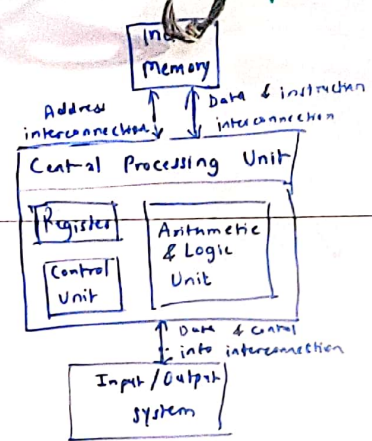 Memory
Address
interconnection
Data & instruction
interconnection
Central Processing Unit
Register
Arithmetic
& Logic
Unit
Control
Unit
Data & control
into interconnection
Input/Output
system